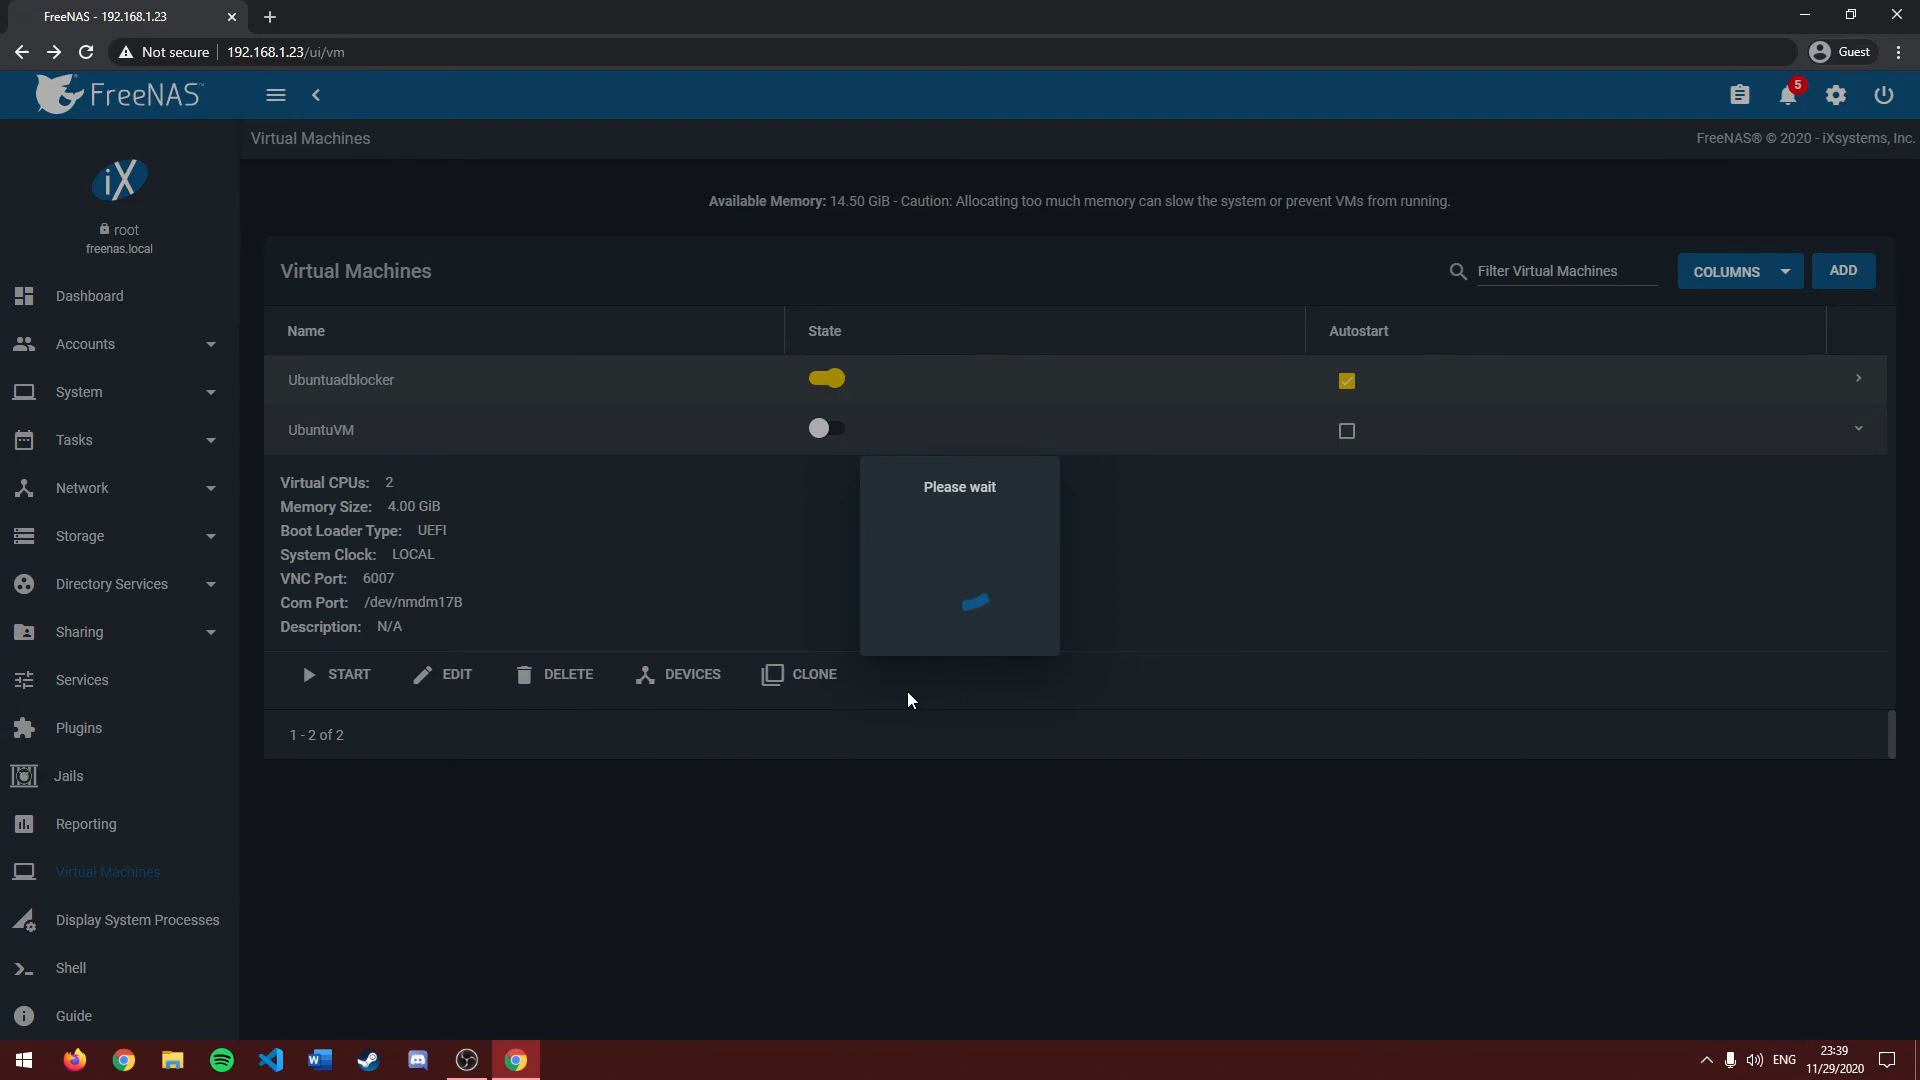 FreeNAS - 192.168.1.23
Not secure 192.168.1.23/ui/vm
Guest
FreeNAS™
5
Virtual Machines
FreeNAS® © 2020 - iXsystems, Inc.
iX
root
freenas.local
Available Memory: 14.50 GiB - Caution: Allocating too much memory can slow the system or prevent VMs from running.
Virtual Machines
Filter Virtual Machines
COLUMNS
ADD
Name State Autostart
Ubuntuadblocker
UbuntuVM
Virtual CPUs: 2
Memory Size: 4.00 GiB
Boot Loader Type: UEFI
System Clock: LOCAL
VNC Port: 6007
Com Port: /dev/nmdm17B
Description: N/A
Please wait
START EDIT DELETE DEVICES CLONE
1 - 2 of 2
Dashboard
Accounts
System
Tasks
Network
Storage
Directory Services
Sharing
Services
Plugins
Jails
Reporting
Virtual Machines
Display System Processes
Shell
Guide
ENG
23:39
11/29/2020